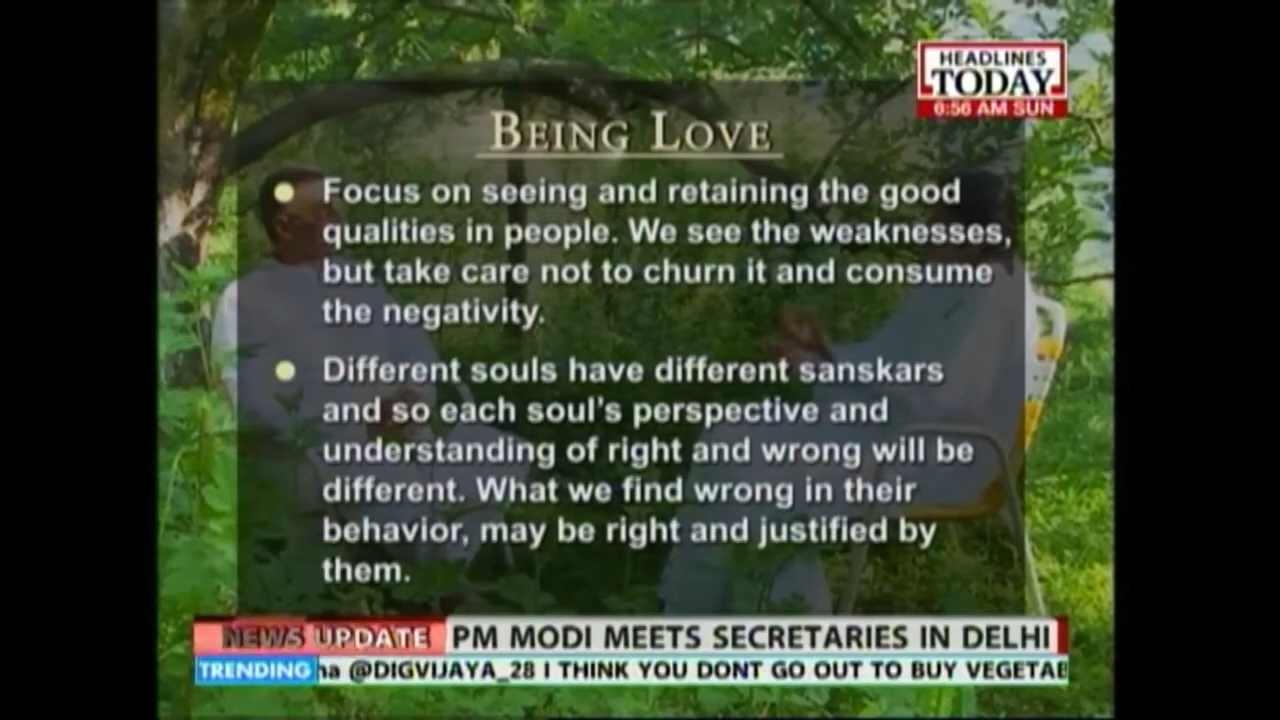 HEADLINES
TODAY
6:56 AM SUN
BEING LOVE
Focus on seeing and retaining the good
qualities in people. We see the weaknesses,
but take care not to churn it and consume
the negativity.
Different souls have different sanskars
and so each soul's perspective and
understanding of right and wrong will be
different. What we find wrong in their
behavior, may be right and justified by
them.
NEWS UPDATE PM MODI MEETS SECRETARIES IN DELHI
TRENDING @DIGVIJAYA_28 I THINK YOU DONT GO OUT TO BUY